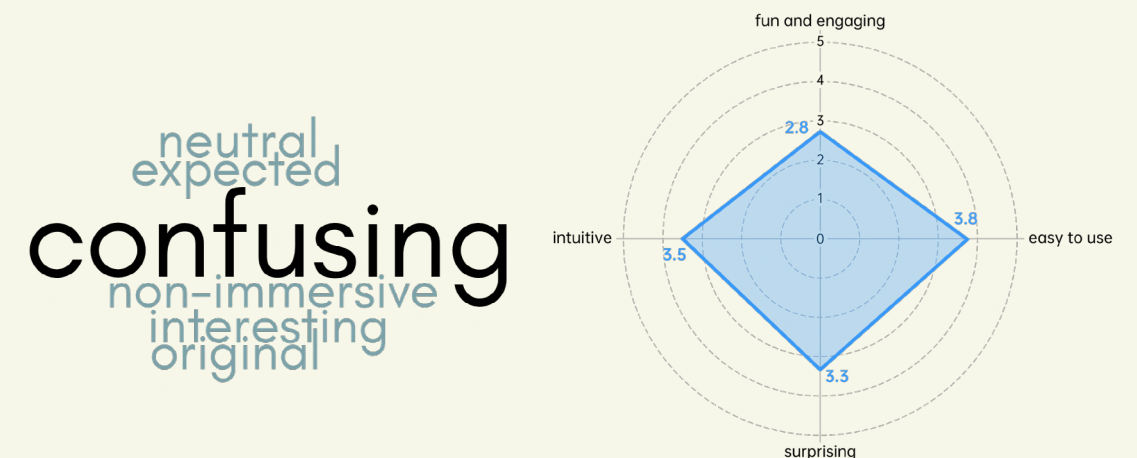 neutral
expected
confusing
non-immersive
interesting
original
fun and engaging
5
4
3
2.8
2
1
3.8
intuitive
0
easy to use
3.5
3.3
surprising